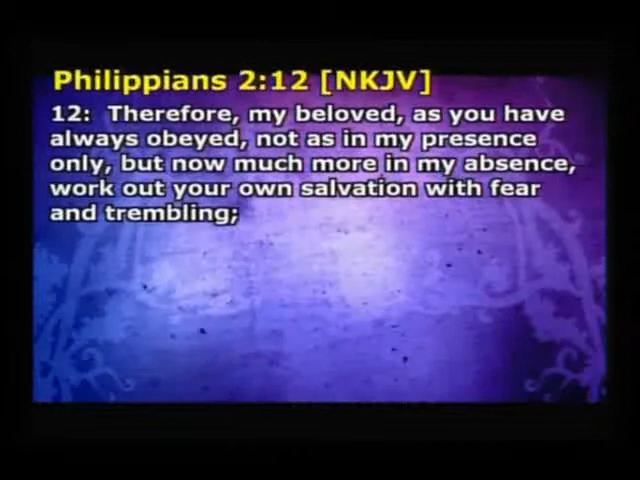 Philippians 2:12 [NKJV]
12:  Therefore, my beloved, as you have
always obeyed, not as in my presence
only, but now much more in my absence,
work out your own salvation with fear
and trembling;